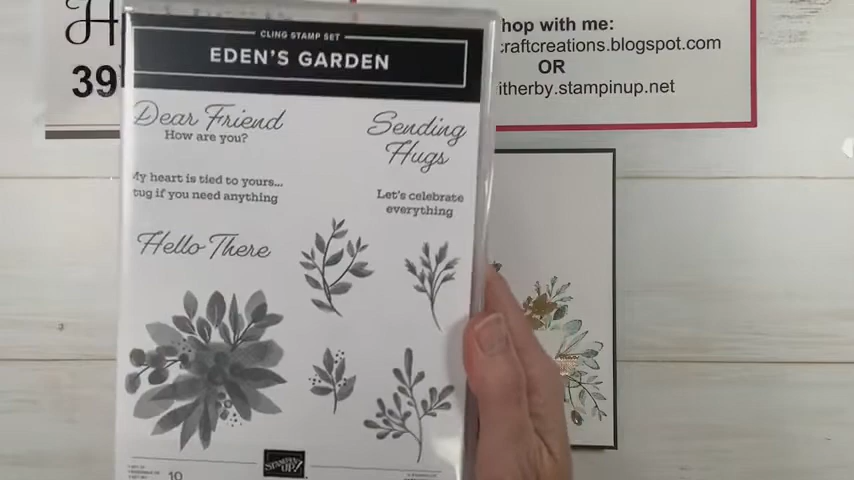 hop with me:
craftcreations.blogspot.com
39
OR
itherby.stampinup.net
CLING STAMP SET
EDEN'S GARDEN
Dear Friend
How are you?
Sending
Hugs
My heart is tied to yours...
tug if you need anything
Let's celebrate
everything
Hello There
STAMPIN' UP!
10